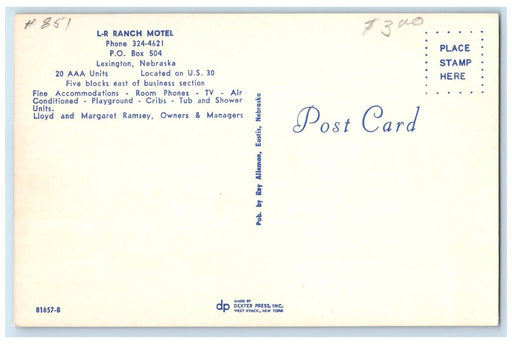 # 851
$3.00
L-R RANCH MOTEL
Phone 324-4621
P.O. Box 504
Lexington, Nebraska
20 AAA Units Located on U.S. 30
Five blocks east of business section
Fine Accommodations - Room Phones - TV - Air
Conditioned - Playground - Cribs - Tub and Shower
Units.
Lloyd and Margaret Ramsey, Owners & Managers
PLACE
STAMP
HERE
Post Card
Pub. by Ray Alleman, Eustis, Nebraska
81657-B
dp
MADE BY
DEXTER PRESS, INC.
WEST NYACK, NEW YORK